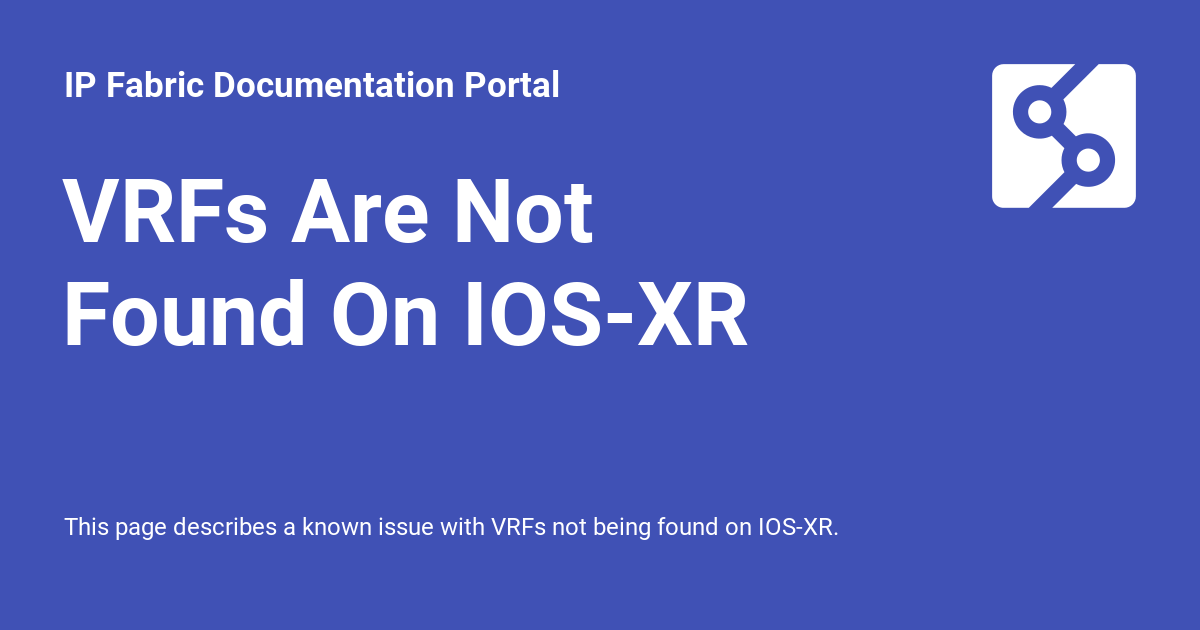 IP Fabric Documentation Portal
VRFs Are Not
Found On IOS-XR
This page describes a known issue with VRFs not being found on IOS-XR.